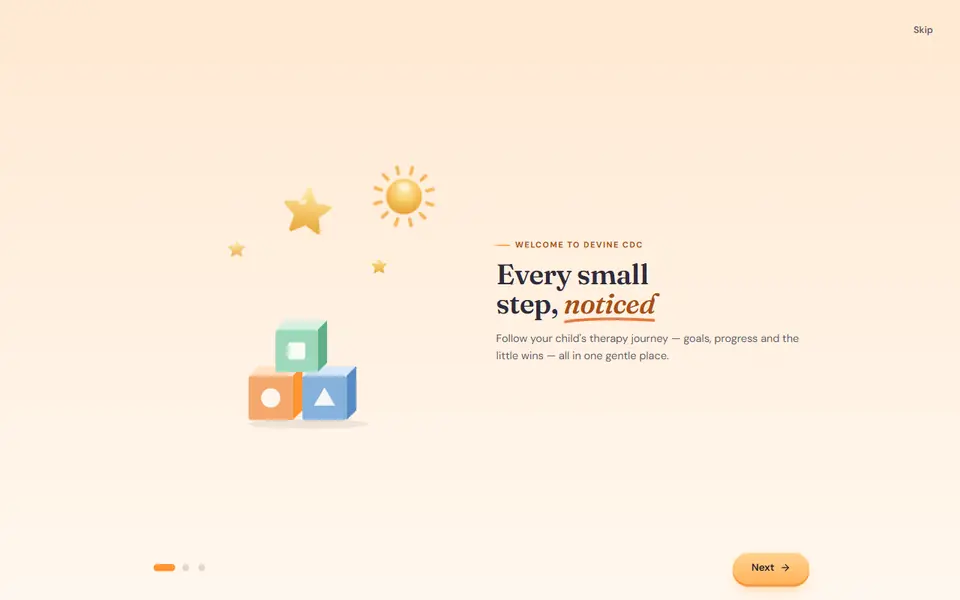 Skip
WELCOME TO DEVINE CDC
Every small
step, noticed
Follow your child's therapy journey — goals, progress and the
little wins — all in one gentle place.
Next →